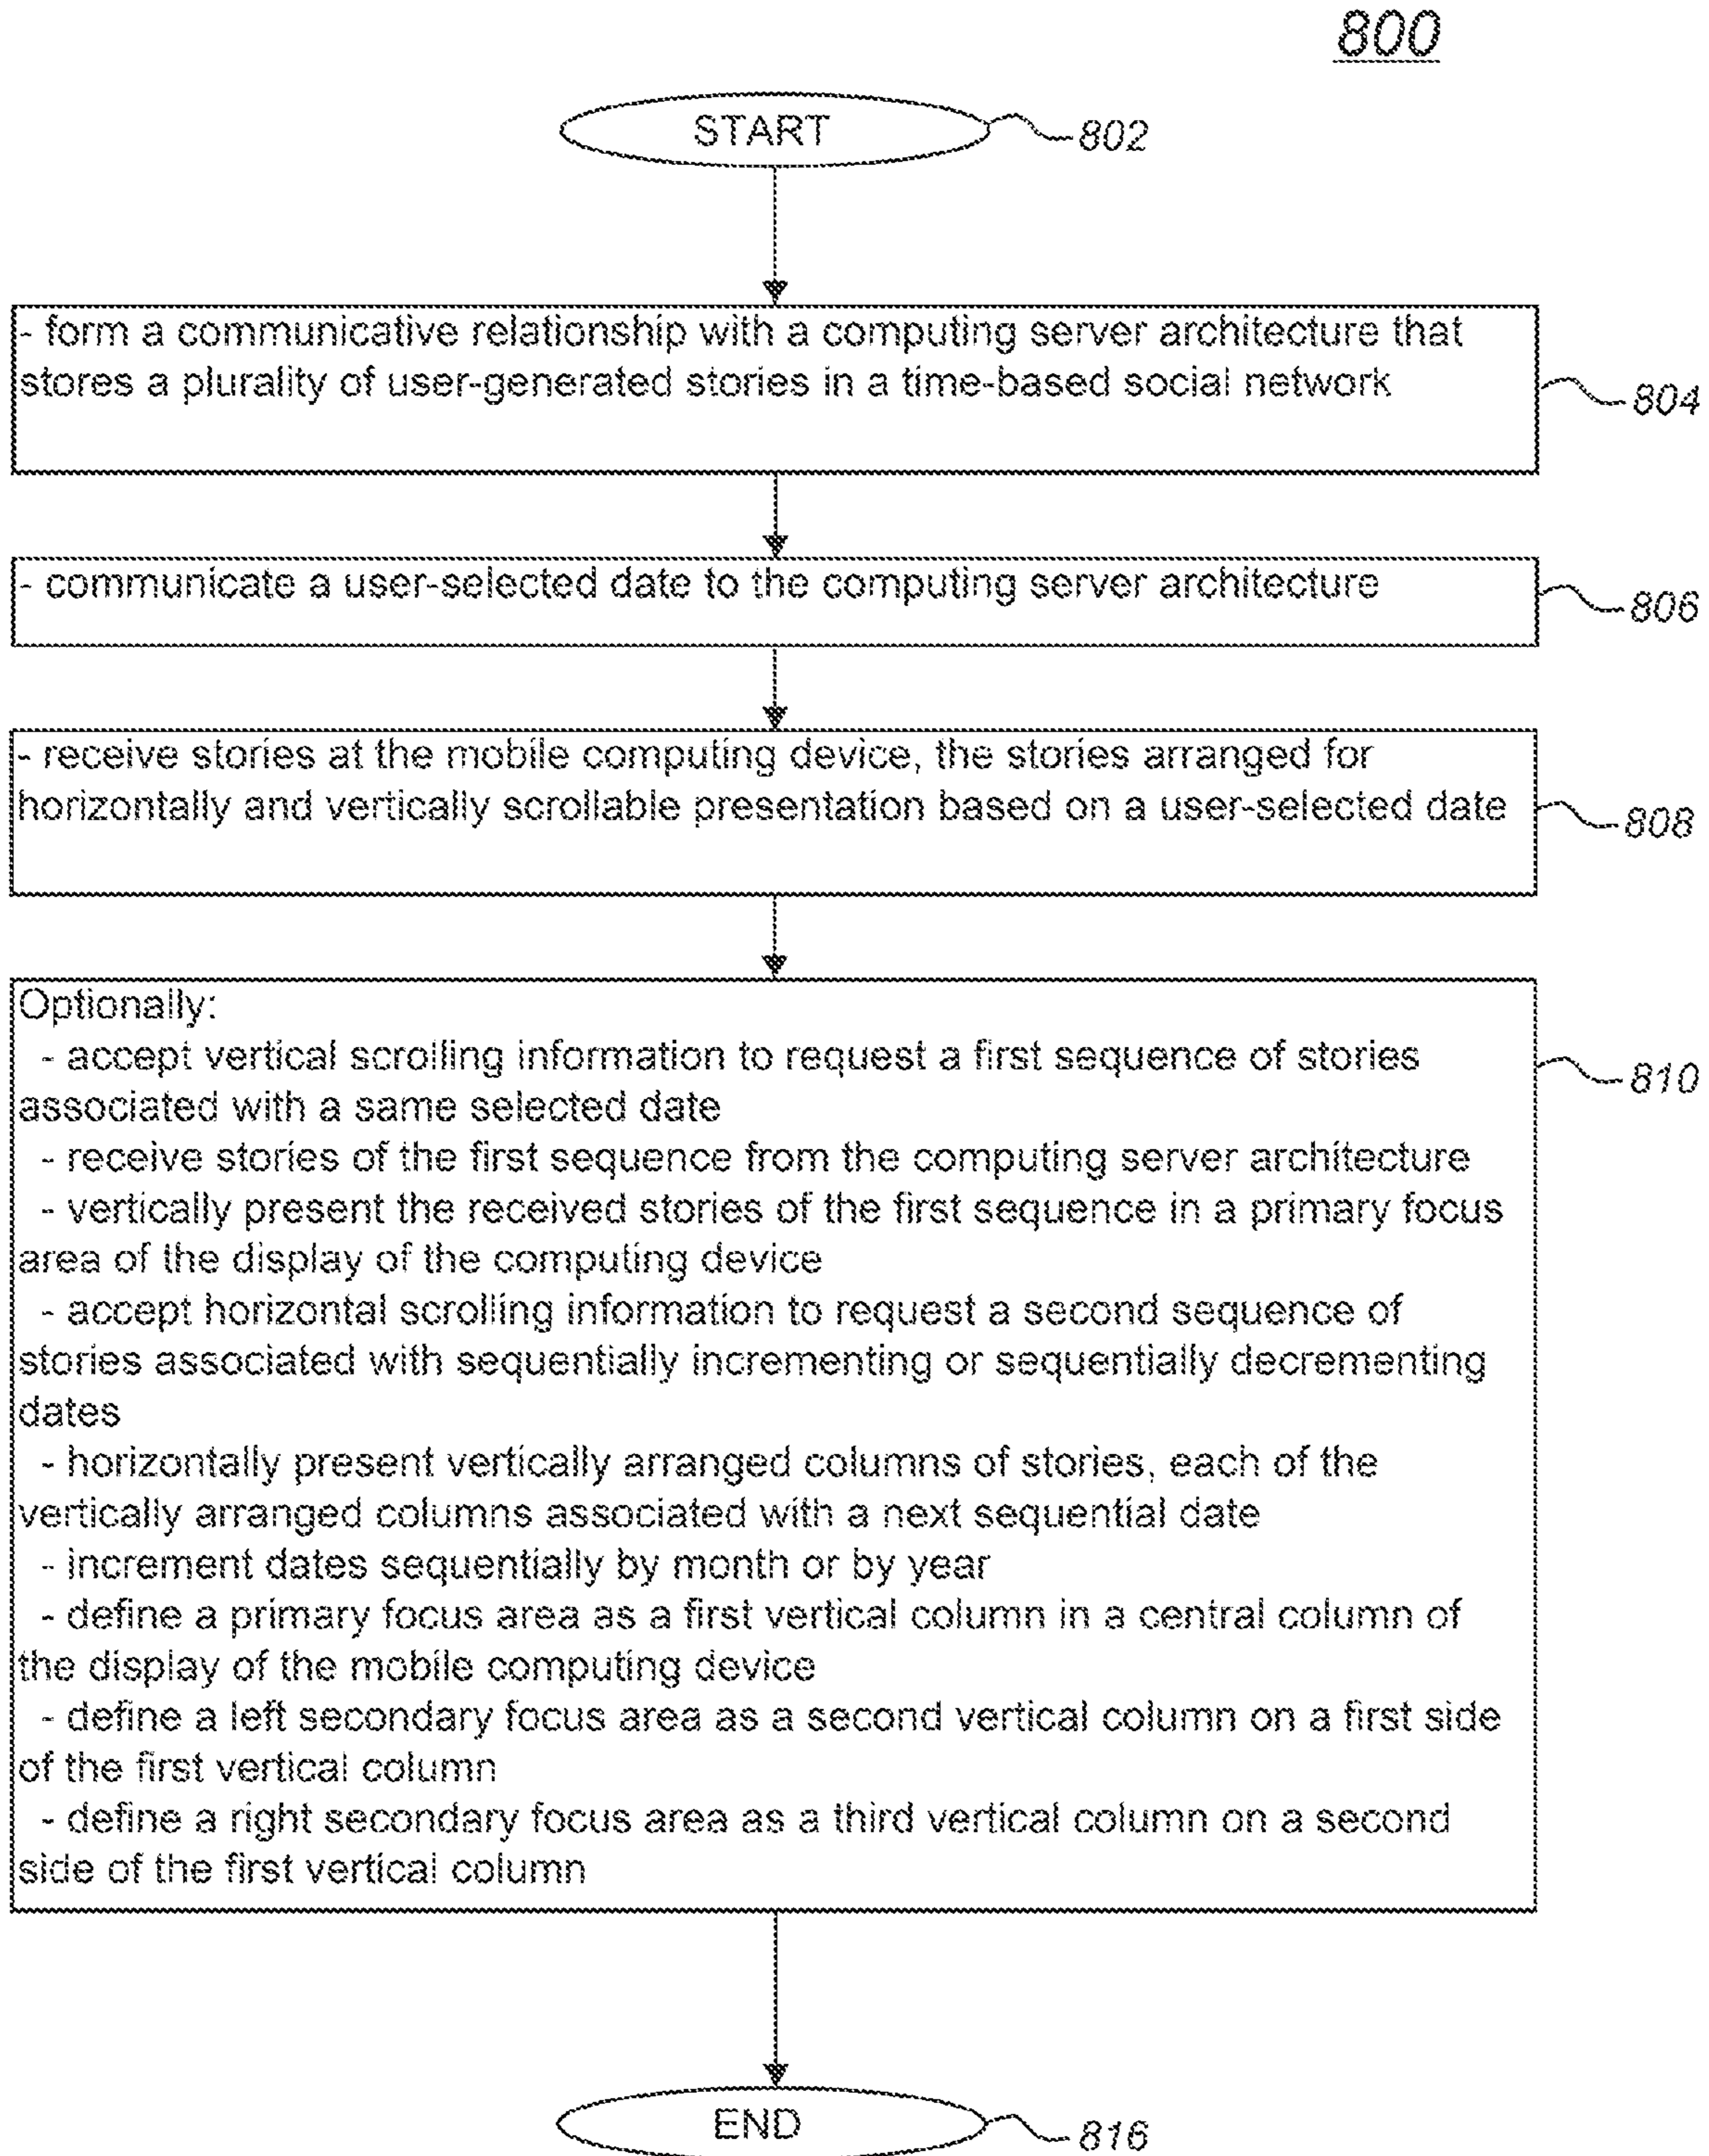 800
START
802
- form a communicative relationship with a computing server architecture that
stores a plurality of user-generated stories in a time-based social network
804
- communicate a user-selected date to the computing server architecture
806
- receive stories at the mobile computing device, the stories arranged for
horizontally and vertically scrollable presentation based on a user-selected date
808
Optionally:
- accept vertical scrolling information to request a first sequence of stories
associated with a same selected date
810
- receive stories of the first sequence from the computing server architecture
- vertically present the received stories of the first sequence in a primary focus
area of the display of the computing device
- accept horizontal scrolling information to request a second sequence of
stories associated with sequentially incrementing or sequentially decrementing
dates
- horizontally present vertically arranged columns of stories, each of the
vertically arranged columns associated with a next sequential date
- increment dates sequentially by month or by year
- define a primary focus area as a first vertical column in a central column of
the display of the mobile computing device
- define a left secondary focus area as a second vertical column on a first side
of the first vertical column
- define a right secondary focus area as a third vertical column on a second
side of the first vertical column
END
816